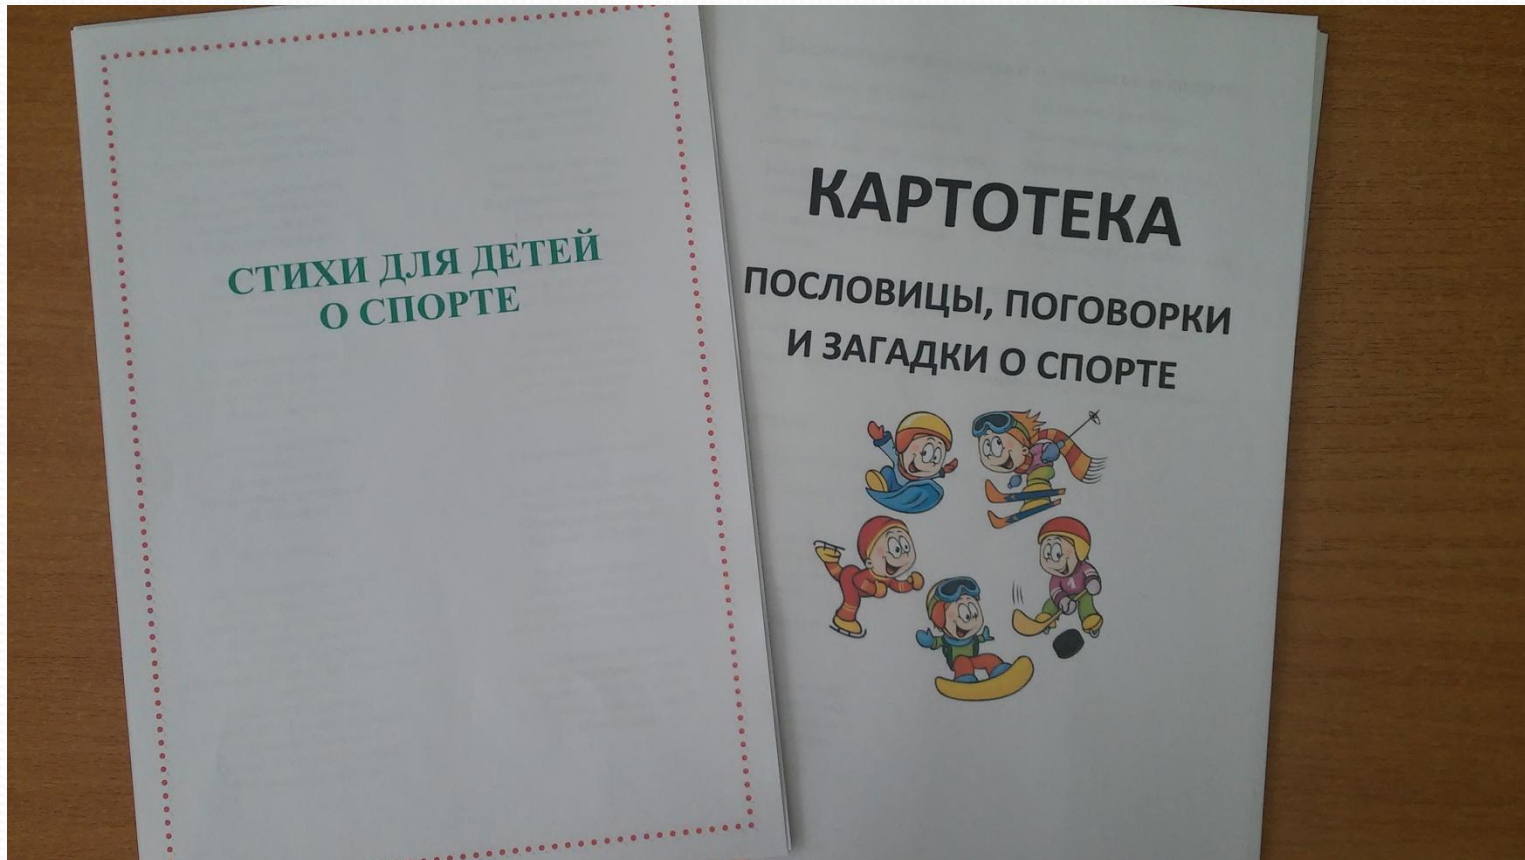 СТИХИ ДЛЯ ДЕТЕЙ
О СПОРТЕ
КАРТОТЕКА
ПОСЛОВИЦЫ, ПОГОВОРКИ
И ЗАГАДКИ О СПОРТЕ